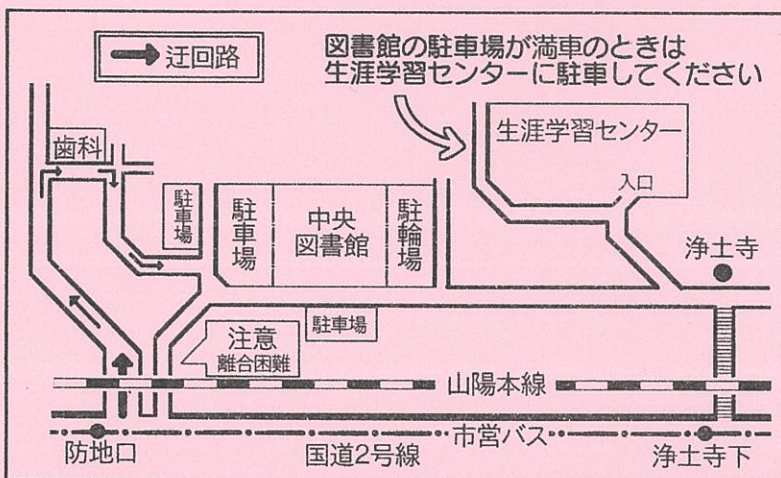 迂回路
図書館の駐車場が満車のときは
生涯学習センターに駐車してください
歯科
生涯学習センター
入口
駐車場
駐車場
中央
図書館
駐輪場
浄土寺
駐車場
注意
離合困難
山陽本線
市営バス
防地口
国道2号線
浄土寺下